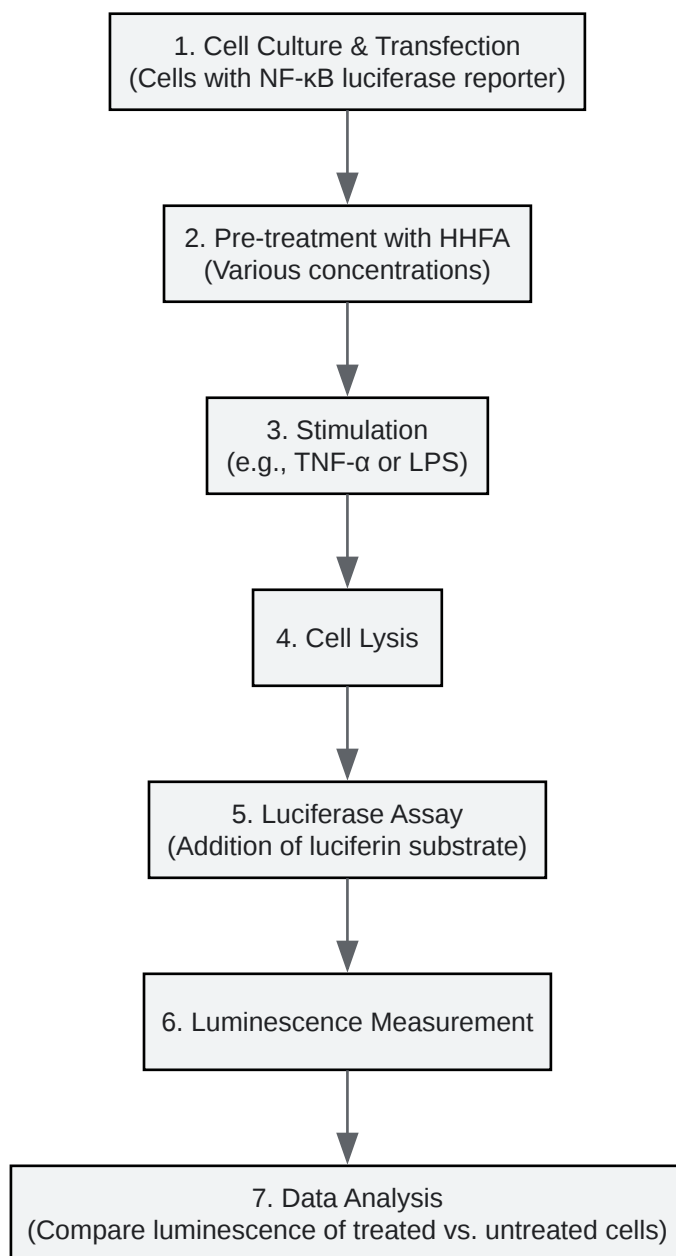 1. Cell Culture & Transfection
(Cells with NF-κB luciferase reporter)
2. Pre-treatment with HHFA
(Various concentrations)
3. Stimulation
(e.g., TNF-α or LPS)
4. Cell Lysis
5. Luciferase Assay
(Addition of luciferin substrate)
6. Luminescence Measurement
7. Data Analysis
(Compare luminescence of treated vs. untreated cells)